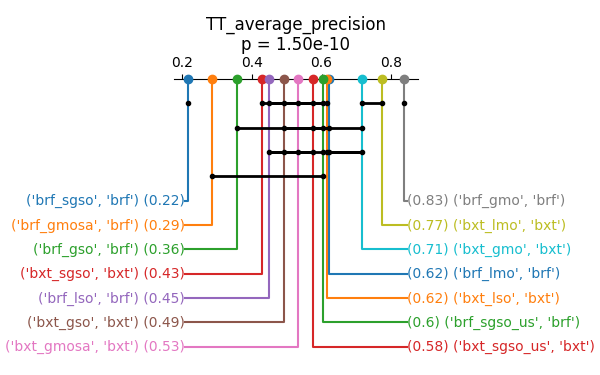 TT_average_precision
p = 1.50e-10
0.2 0.4 0.6 0.8
('brf_sgso', 'brf') (0.22) (0.83) ('brf_gmo', 'brf')
('brf_gmosa', 'brf') (0.29) (0.77) ('bxt_lmo', 'bxt')
('brf_gso', 'brf') (0.36) (0.71) ('bxt_gmo', 'bxt')
('bxt_sgso', 'bxt') (0.43) (0.62) ('brf_lmo', 'brf')
('brf_lso', 'brf') (0.45) (0.62) ('bxt_lso', 'bxt')
('bxt_gso', 'bxt') (0.49) (0.6) ('brf_sgso_us', 'brf')
('bxt_gmosa', 'bxt') (0.53) (0.58) ('bxt_sgso_us', 'bxt')